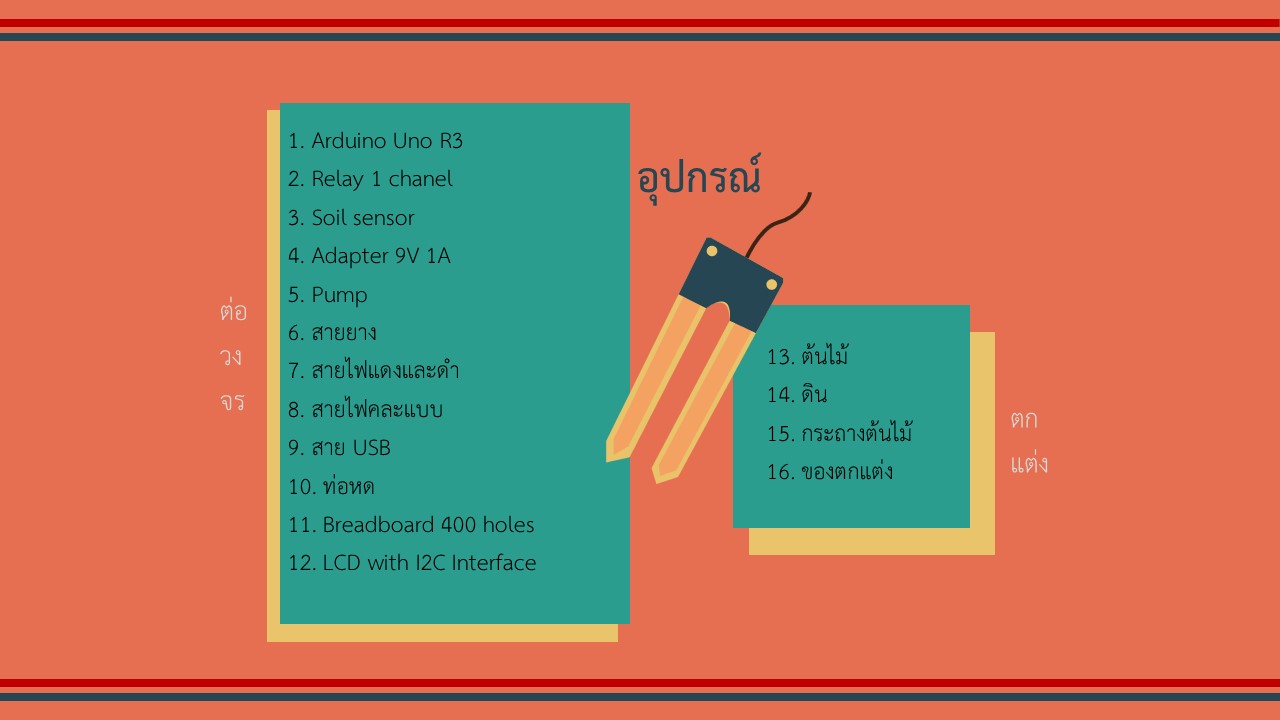 อุปกรณ์
ต่อ
วง
จร
1. Arduino Uno R3
2. Relay 1 chanel
3. Soil sensor
4. Adapter 9V 1A
5. Pump
6. สายยาง
7. สายไฟแดงและดำ
8. สายไฟคละแบบ
9. สาย USB
10. ท่อหด
11. Breadboard 400 holes
12. LCD with I2C Interface
13. ต้นไม้
14. ดิน
15. กระถางต้นไม้
16. ของตกแต่ง
ตก
แต่ง